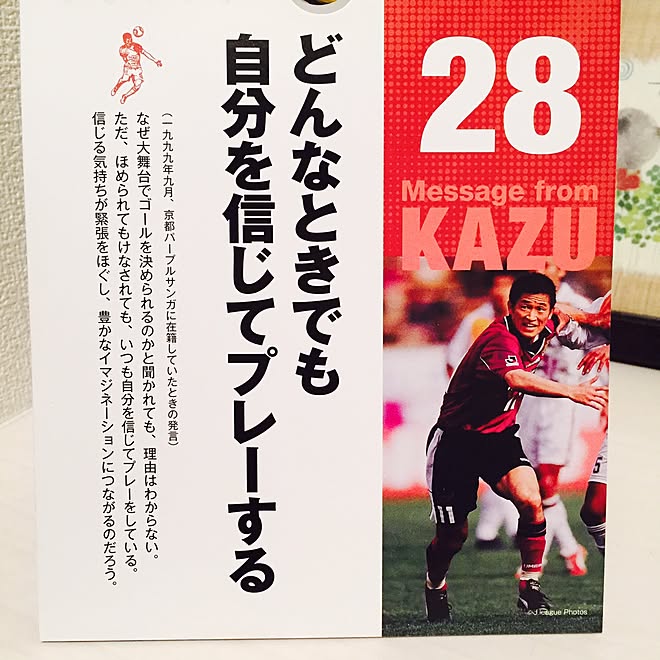 どんなときでも
自分を信じてプレーする
(一九九九年九月、京都パープルサンガに在籍していたときの発言)
なぜ大舞台でゴールを決められるのかと聞かれても、理由はわからない。
ただ、ほめられてもけなされても、いつも自分を信じてプレーをしている。
信じる気持ちが緊張をほぐし、豊かなイマジネーションにつながるのだろう。
28
Message from
KAZU
11
©J.league Photos